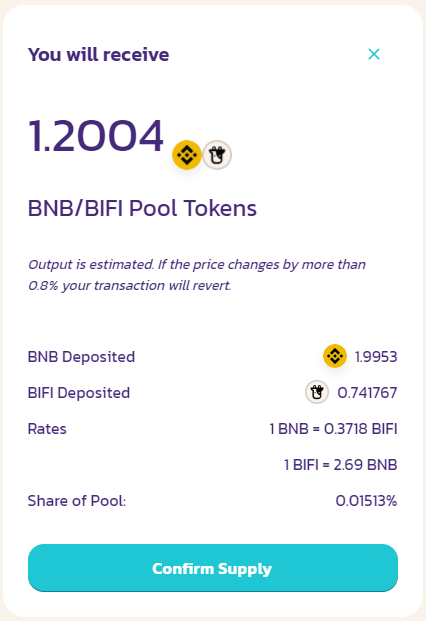 You will receive
1.2004
BNB/BIFI Pool Tokens
Output is estimated. If the price changes by more than
0.8% your transaction will revert.
BNB Deposited 1.9953
BIFI Deposited 0.741767
Rates 1 BNB = 0.3718 BIFI
1 BIFI = 2.69 BNB
Share of Pool: 0.01513%
Confirm Supply